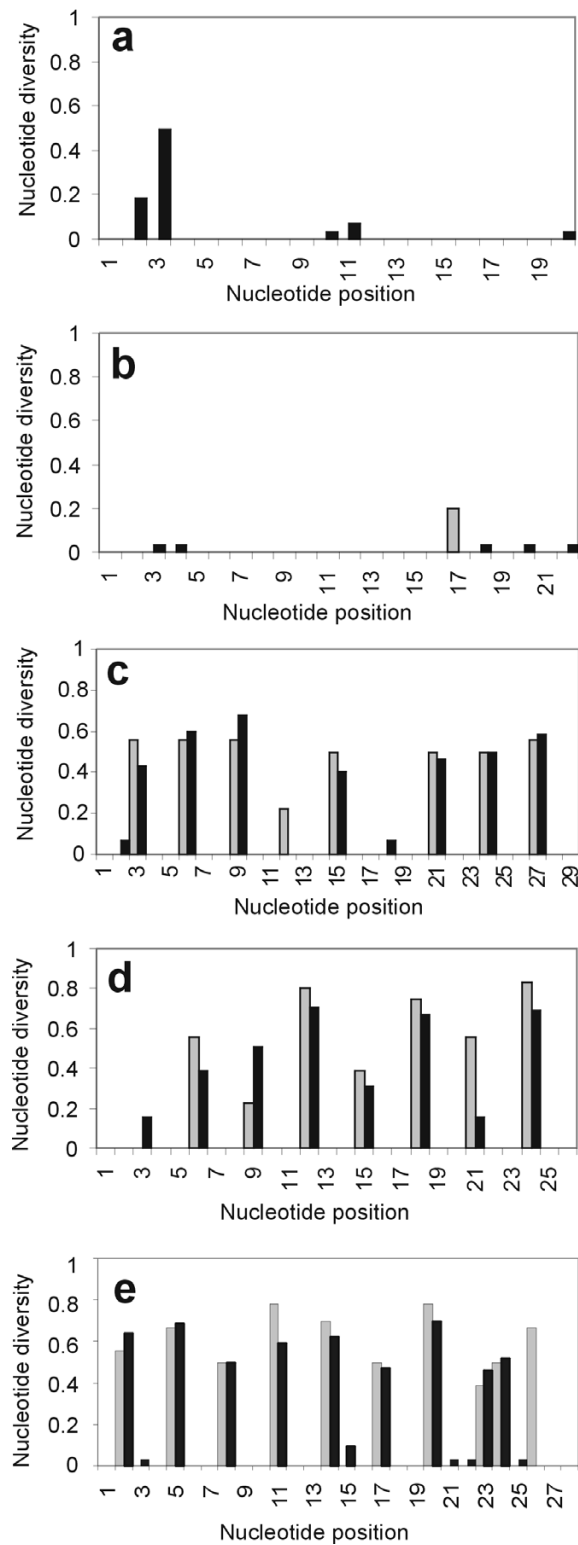 a
Nucleotide diversity
1
0.8
0.6
0.4
0.2
0
1 3 5 7 9 11 13 15 17 19
Nucleotide position
b
Nucleotide diversity
1
0.8
0.6
0.4
0.2
0
1 3 5 7 9 11 13 15 17 19 21
Nucleotide position
c
Nucleotide diversity
1
0.8
0.6
0.4
0.2
0
1 3 5 7 9 11 13 15 17 19 21 23 25 27 29
Nucleotide position
d
Nucleotide diversity
1
0.8
0.6
0.4
0.2
0
1 3 5 7 9 11 13 15 17 19 21 23 25
Nucleotide position
e
Nucleotide diversity
1
0.8
0.6
0.4
0.2
0
1 3 5 7 9 11 13 15 17 19 21 23 25 27
Nucleotide position